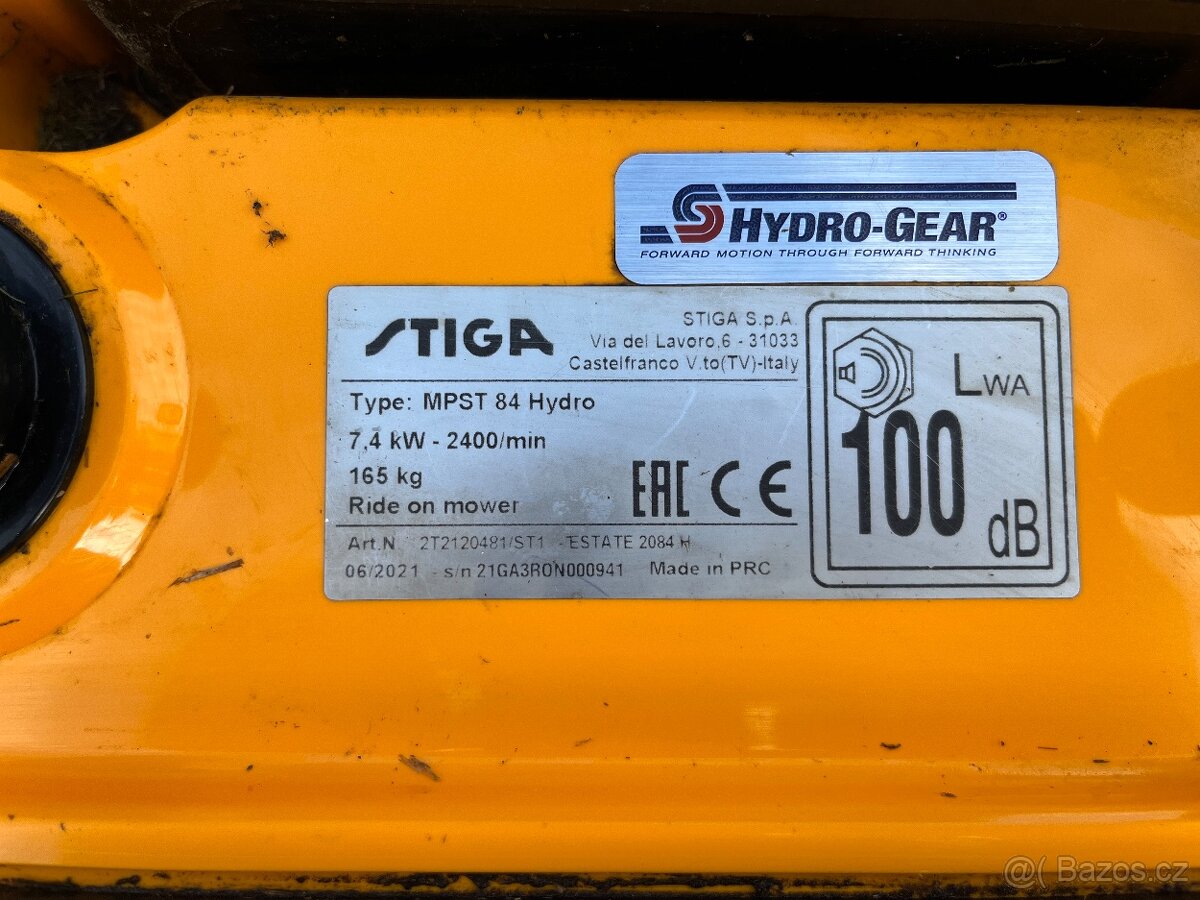 HYDRO-GEAR®
FORWARD MOTION THROUGH FORWARD THINKING
STIGA
STIGA S.p.A.
Via del Lavoro,6 - 31033
Castelfranco V.to(TV)-Italy
Type: MPST 84 Hydro
7,4 kW - 2400/min
165 kg
Ride on mower
EAC CE
Art.N 2T2120481/ST1 - ESTATE 2084 H
06/2021 - s/n 21GA3RON000941 Made in PRC
LWA
100
dB
@( Bazos.cz